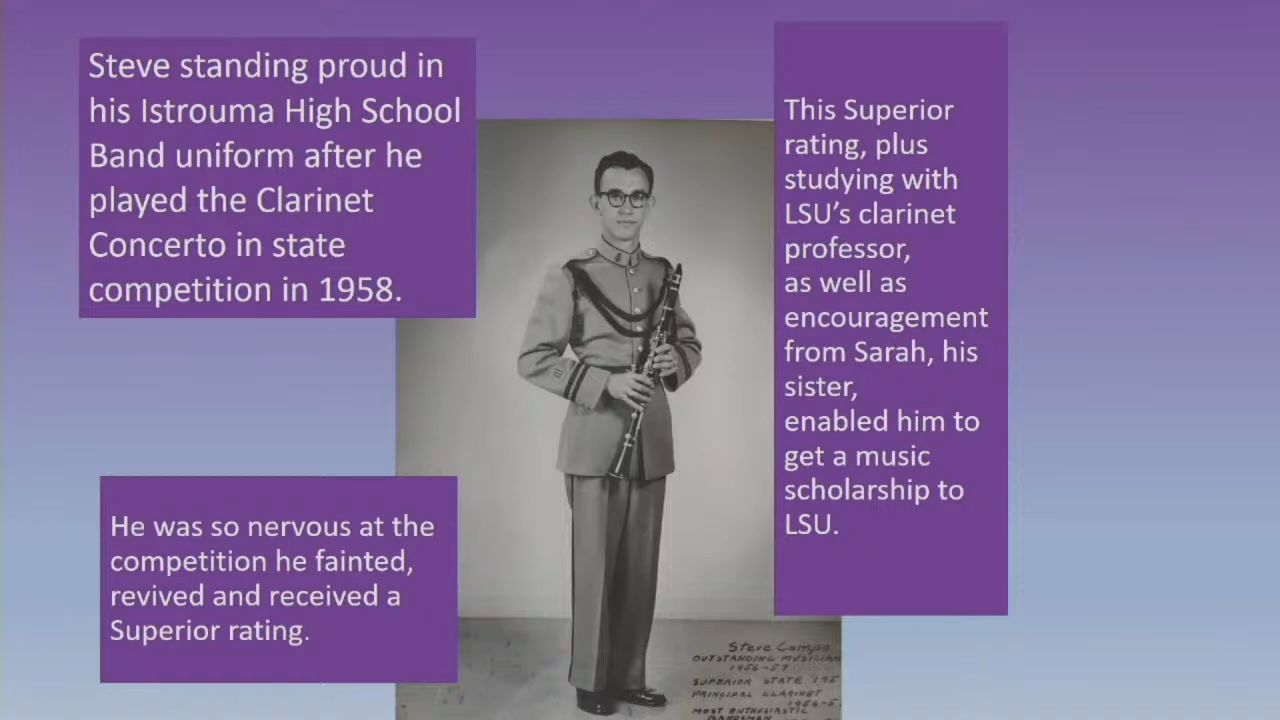 Steve standing proud in
his Istrouma High School
Band uniform after he
played the Clarinet
Concerto in state
competition in 1958.
He was so nervous at the
competition he fainted,
revived and received a
Superior rating.
This Superior
rating, plus
studying with
LSU’s clarinet
professor,
as well as
encouragement
from Sarah, his
sister,
enabled him to
get a music
scholarship to
LSU.
Steve Campo
OUTSTANDING MUSICIAN
1956-57
SUPERIOR STATE
PRINCIPAL CLARINET
MOST ENTHUSIASTIC
BANDSMAN